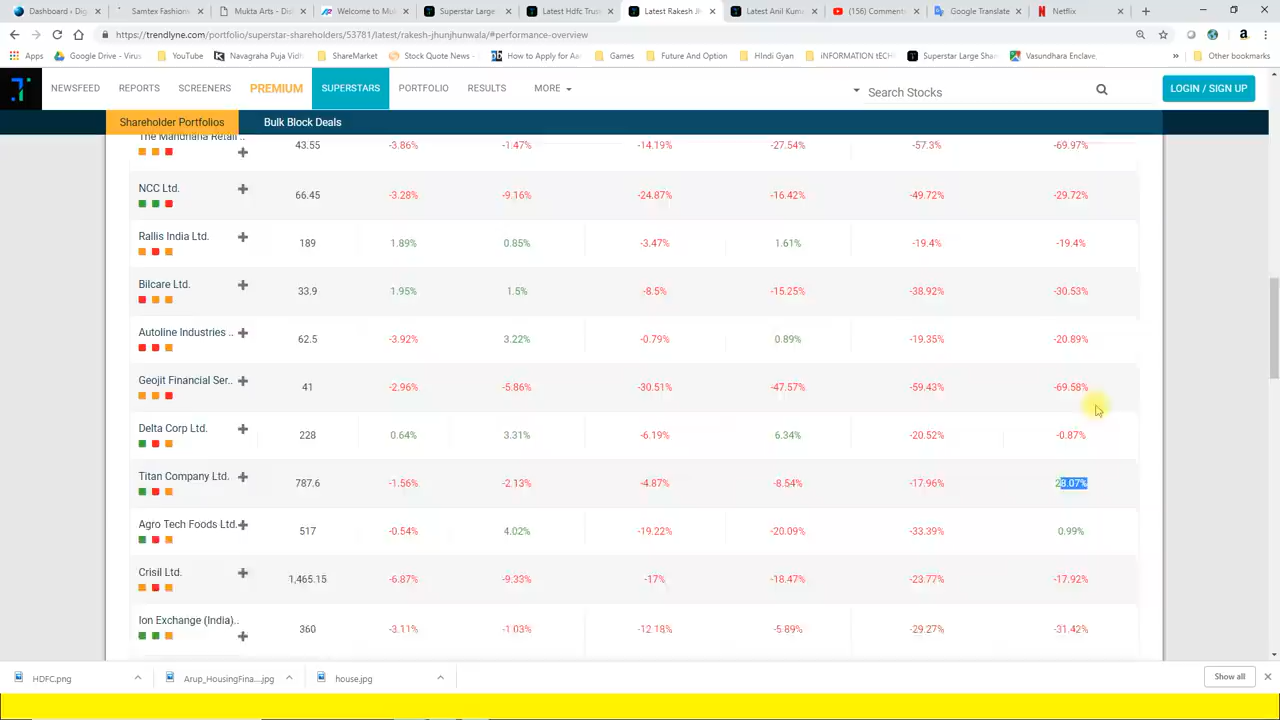 Dashboard ‹ Dig
Samtex Fashions
Mukta Arts - Dis
Welcome to Mul
Superstar Large
Latest Hdfc Trus
Latest Rakesh Jh
Latest Anil Kum
(156) Comment
Google Translate
Netflix
https://trendlyne.com/portfolio/superstar-shareholders/53781/latest/rakesh-jhunjhunwala/#performance-overview
Apps
Google Drive - Virus
YouTube
Navagraha Puja Vidh
ShareMarket
Stock Quote News -
How to Apply for Aa
Games
Future And Option
HIndi Gyan
iNFORMATION tECH
Superstar Large Shar
Vasundhara Enclave,
» Other bookmarks
NEWSFEED REPORTS SCREENERS PREMIUM SUPERSTARS PORTFOLIO RESULTS MORE Search Stocks LOGIN / SIGN UP
Shareholder Portfolios Bulk Block Deals
The Mandhana Retail .. 43.55 -3.86% -1.47% -14.19% -27.54% -57.3% -69.97%
NCC Ltd. 66.45 -3.28% -9.16% -24.87% -16.42% -49.72% -29.72%
Rallis India Ltd. 189 1.89% 0.85% -3.47% 1.61% -19.4% -19.4%
Bilcare Ltd. 33.9 1.95% 1.5% -8.5% -15.25% -38.92% -30.53%
Autoline Industries .. 62.5 -3.92% 3.22% -0.79% 0.89% -19.35% -20.89%
Geojit Financial Ser.. 41 -2.96% -5.86% -30.51% -47.57% -59.43% -69.58%
Delta Corp Ltd. 228 0.64% 3.31% -6.19% 6.34% -20.52% -0.87%
Titan Company Ltd. 787.6 -1.56% -2.13% -4.87% -8.54% -17.96% 23.07%
Agro Tech Foods Ltd. 517 -0.54% 4.02% -19.22% -20.09% -33.39% 0.99%
Crisil Ltd. 1,465.15 -6.87% -9.33% -17% -18.47% -23.77% -17.92%
Ion Exchange (India).. 360 -3.11% -1.03% -12.18% -5.89% -29.27% -31.42%
HDFC.png
Arup_HousingFina....jpg
house.jpg
Show all